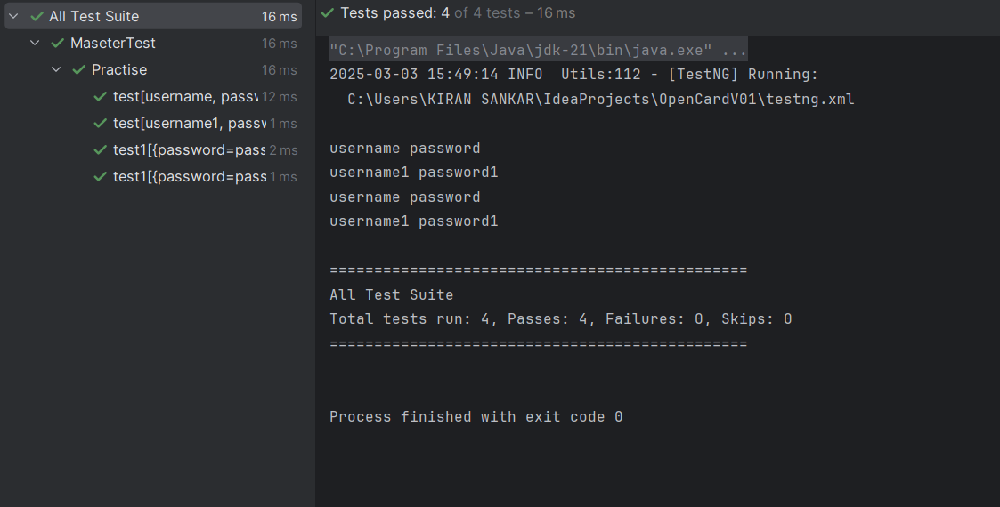 All Test Suite 16 ms
MaseterTest 16 ms
Practise 16 ms
test[username, passw 12 ms
test[username1, passw 1 ms
test1[{password=pass 2 ms
test1[{password=pass 1 ms
Tests passed: 4 of 4 tests – 16 ms
"C:\Program Files\Java\jdk-21\bin\java.exe" ...
2025-03-03 15:49:14 INFO  Utils:112 - [TestNG] Running:
  C:\Users\KIRAN SANKAR\IdeaProjects\OpenCardV01\testng.xml
username password
username1 password1
username password
username1 password1
===============================================
All Test Suite
Total tests run: 4, Passes: 4, Failures: 0, Skips: 0
===============================================
Process finished with exit code 0